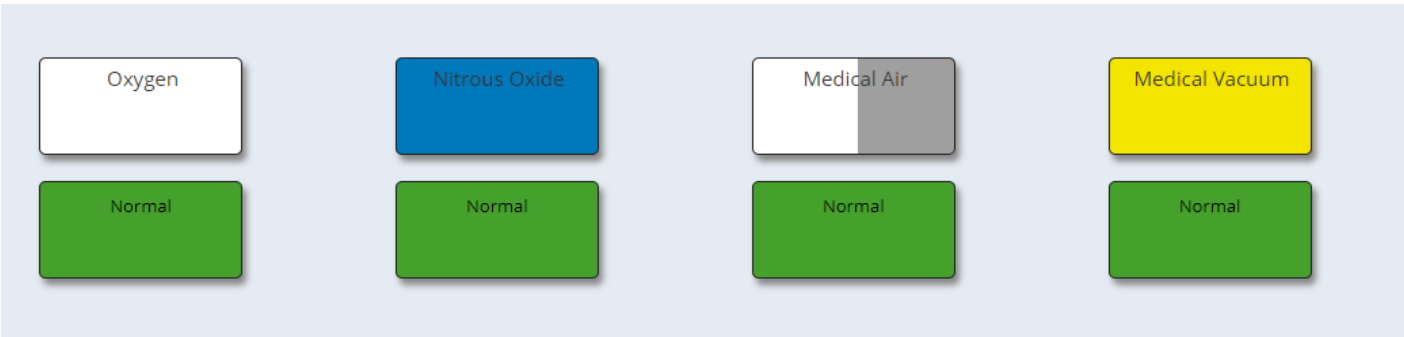 Oxygen
Nitrous Oxide
Medical Air
Medical Vacuum
Normal
Normal
Normal
Normal